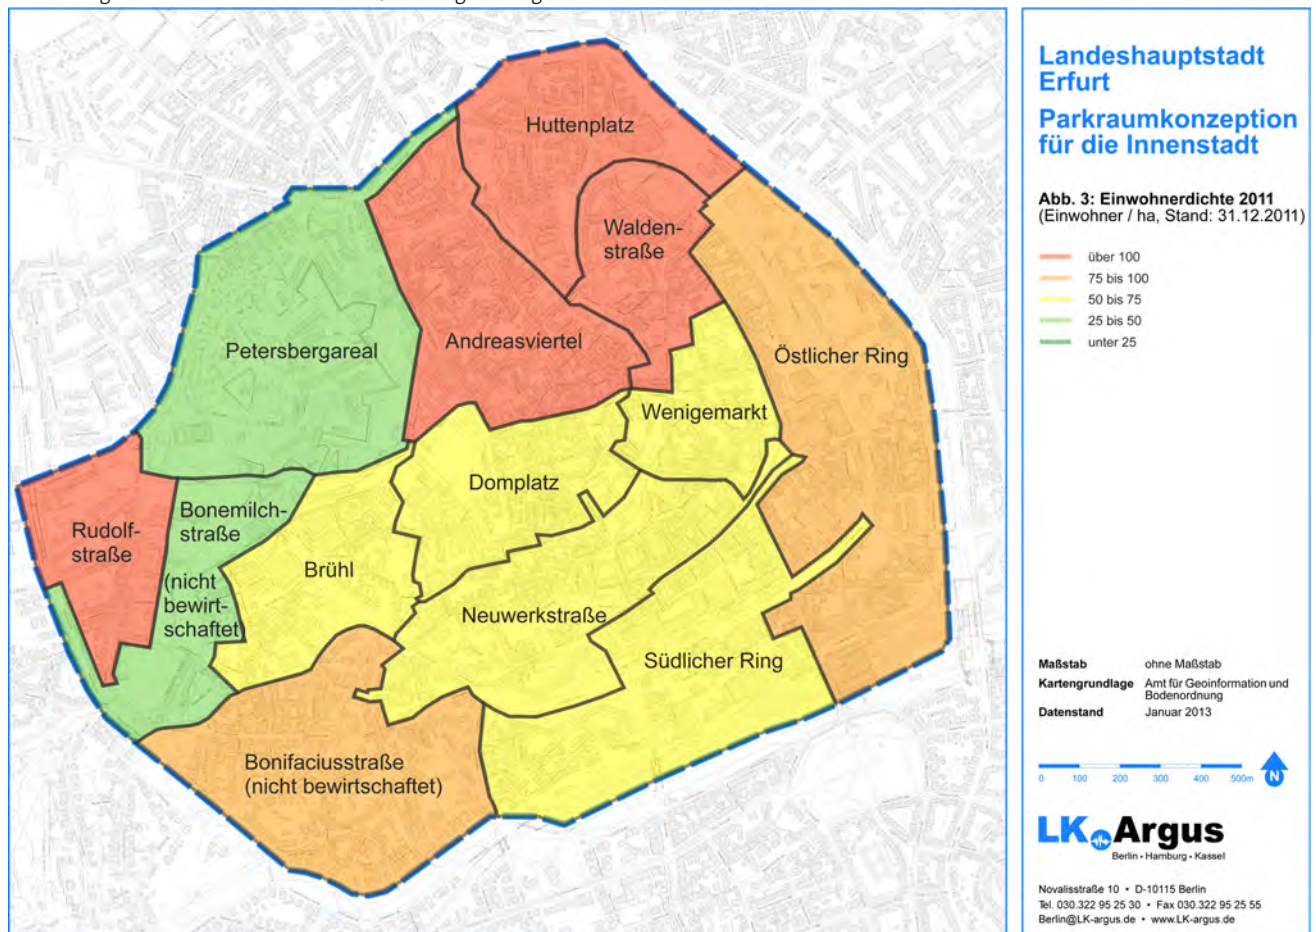 Huttenplatz
Walden-
straße
Petersbergareal
Andreasviertel
Östlicher Ring
Wenigemarkt
Domplatz
Rudolf-
straße
Bonemilch-
straße
(nicht
bewirt-
schaftet)
Brühl
Neuwerkstraße
Südlicher Ring
Bonifaciusstraße
(nicht bewirtschaftet)
Landeshauptstadt
Erfurt
Parkraumkonzeption
für die Innenstadt
Abb. 3: Einwohnerdichte 2011
(Einwohner / ha, Stand: 31.12.2011)
über 100
75 bis 100
50 bis 75
25 bis 50
unter 25
Maßstab ohne Maßstab
Kartengrundlage Amt für Geoinformation und
Bodenordnung
Datenstand Januar 2013
0 100 200 300 400 500m
N
LK Argus
Berlin • Hamburg • Kassel
Novalisstraße 10 • D-10115 Berlin
Tel. 030.322 95 25 30 • Fax 030.322 95 25 55
Berlin@LK-argus.de • www.LK-argus.de